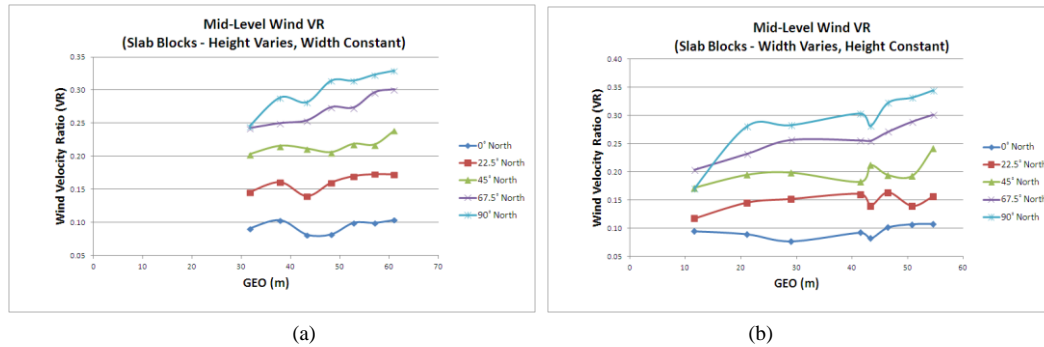 Mid-Level Wind VR
(Slab Blocks - Height Varies, Width Constant)
Wind Velocity Ratio (VR)
0.35
0.30
0.25
0.20
0.15
0.10
0.05
0
10
20
30
40
50
60
70
GEO (m)
0° North
22.5° North
45° North
67.5° North
90° North
(a)
Mid-Level Wind VR
(Slab Blocks - Width Varies, Height Constant)
Wind Velocity Ratio (VR)
0.40
0.35
0.30
0.25
0.20
0.15
0.10
0.05
0
10
20
30
40
50
60
GEO (m)
0° North
22.5° North
45° North
67.5° North
90° North
(b)